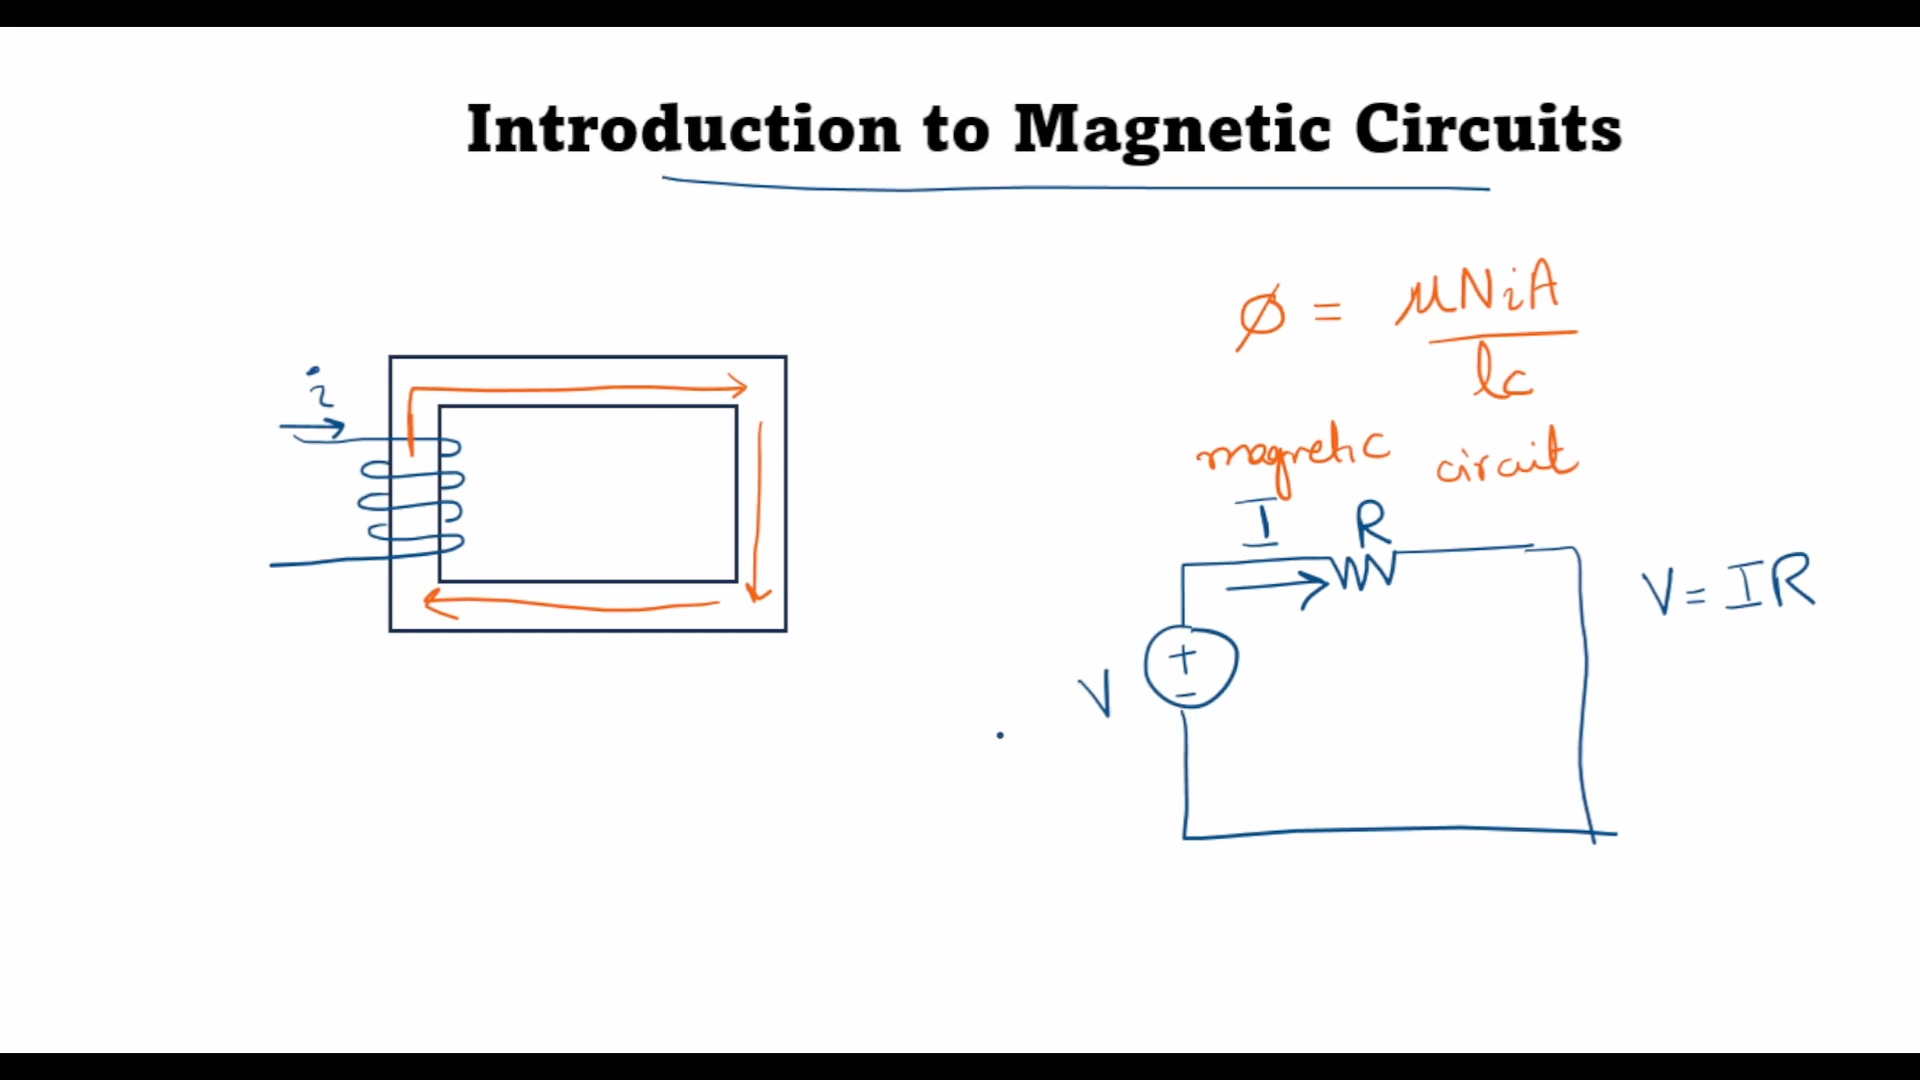 Introduction to Magnetic Circuits
i
ϕ = μNiA
lc
magnetic circuit
I
R
V = IR
+
-
V